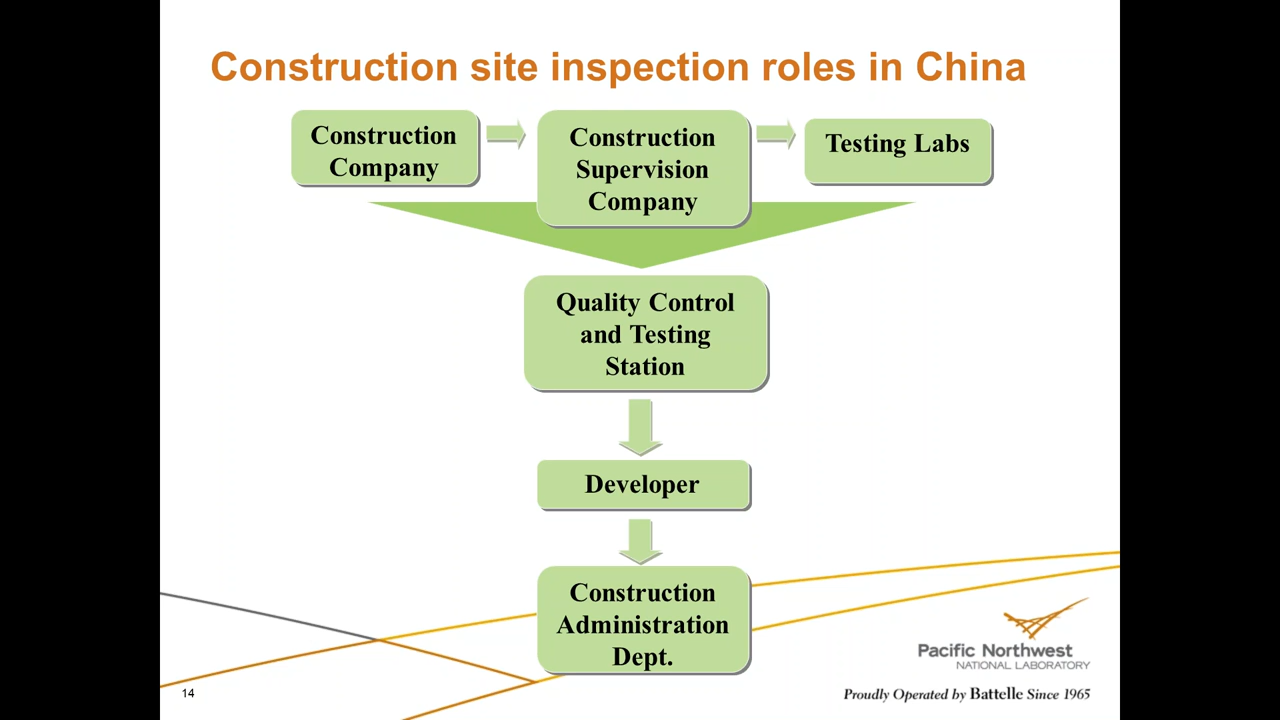 Construction site inspection roles in China
Construction
Company
Construction
Supervision
Company
Testing Labs
Quality Control
and Testing
Station
Developer
Construction
Administration
Dept.
Pacific Northwest
NATIONAL LABORATORY
14
Proudly Operated by Battelle Since 1965